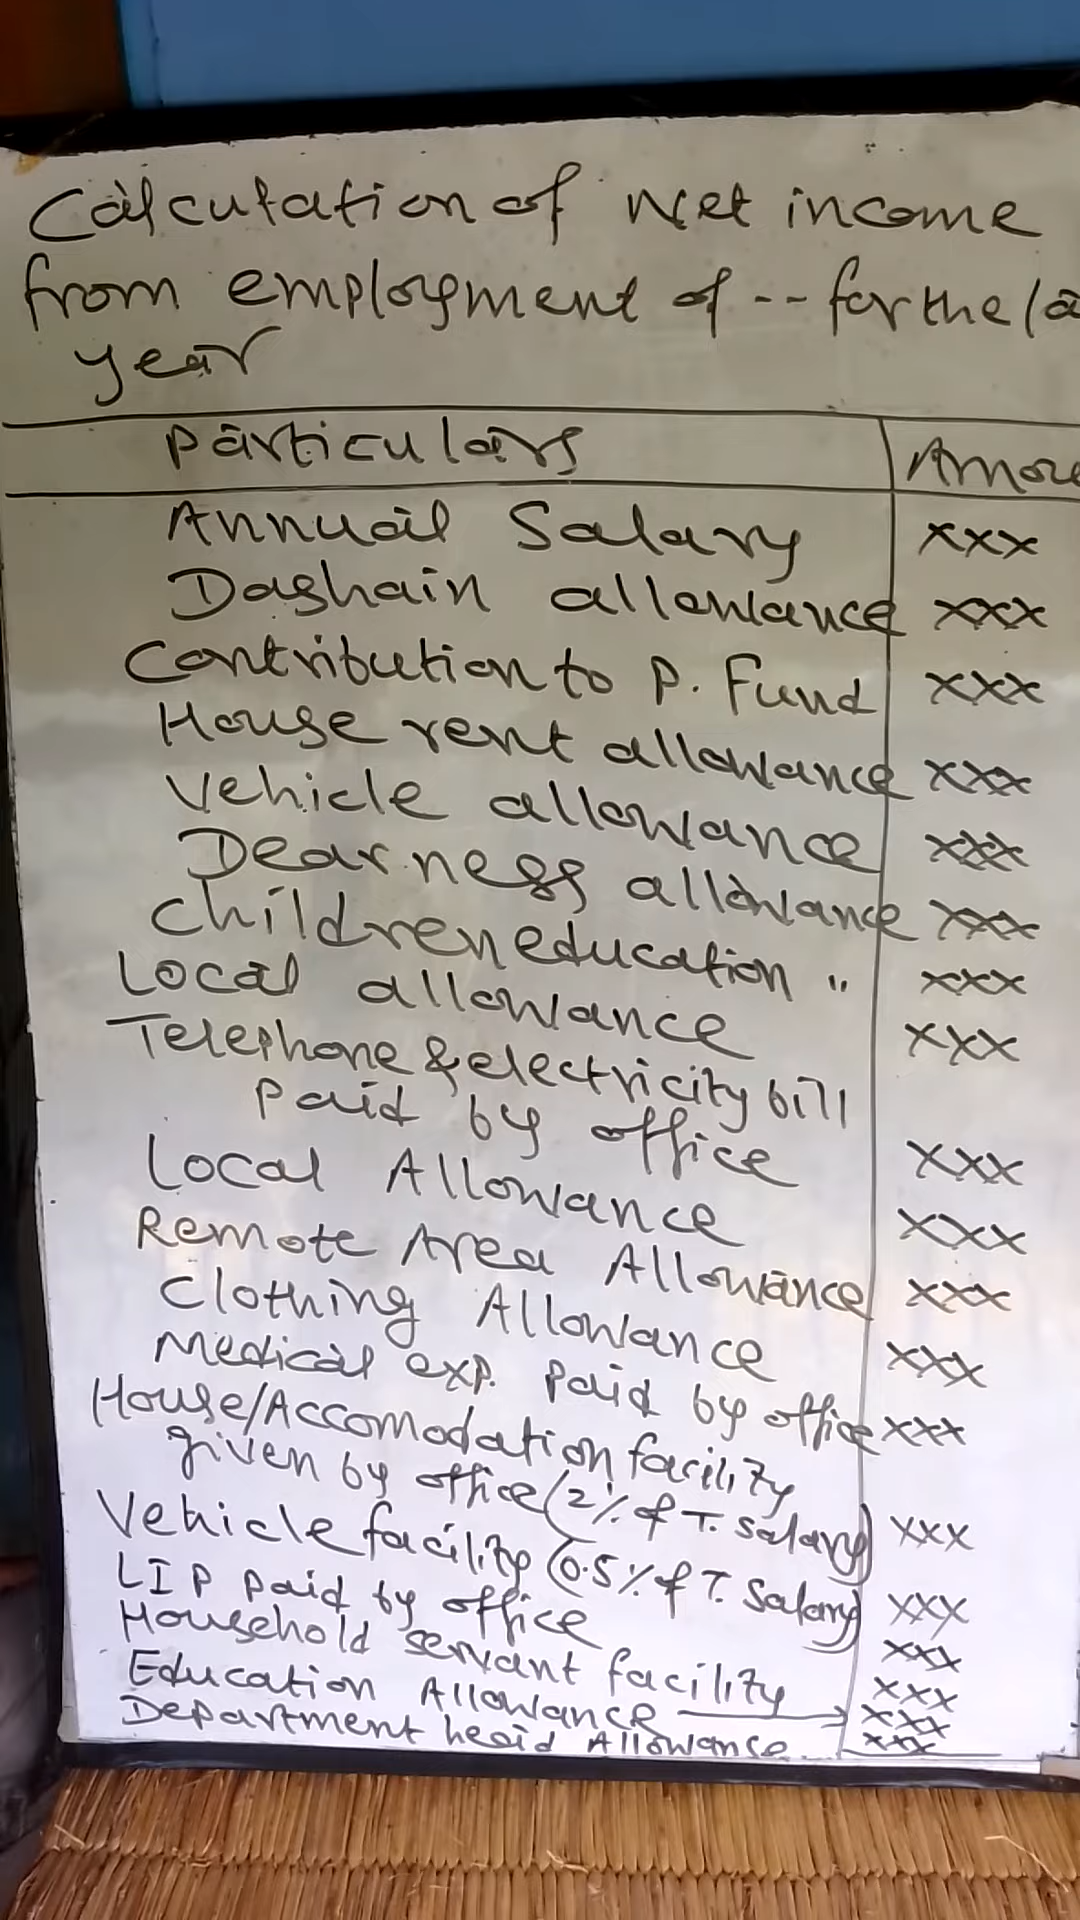 Calculation of Net income
from employment of -- for the
year
Particulars
Annual Salary xxx
Dashain allowance xxx
Contribution to P. Fund xxx
House rent allowance xxx
Vehicle allowance xxx
Dearness allowance xxx
Children education " xxx
Local allowance xxx
Telephone & electricity bill
paid by office xxx
Local Allowance xxx
Remote Area Allowance xxx
Clothing Allowance xxx
Medical exp. paid by office xxx
House/Accomodation facility
given by office (2% of T. salary) xxx
Vehicle facility (0.5% of T. Salary) xxx
LIP paid by office xxx
Household servant facility xxx
Education Allowance xxx
Department head Allowance xxx